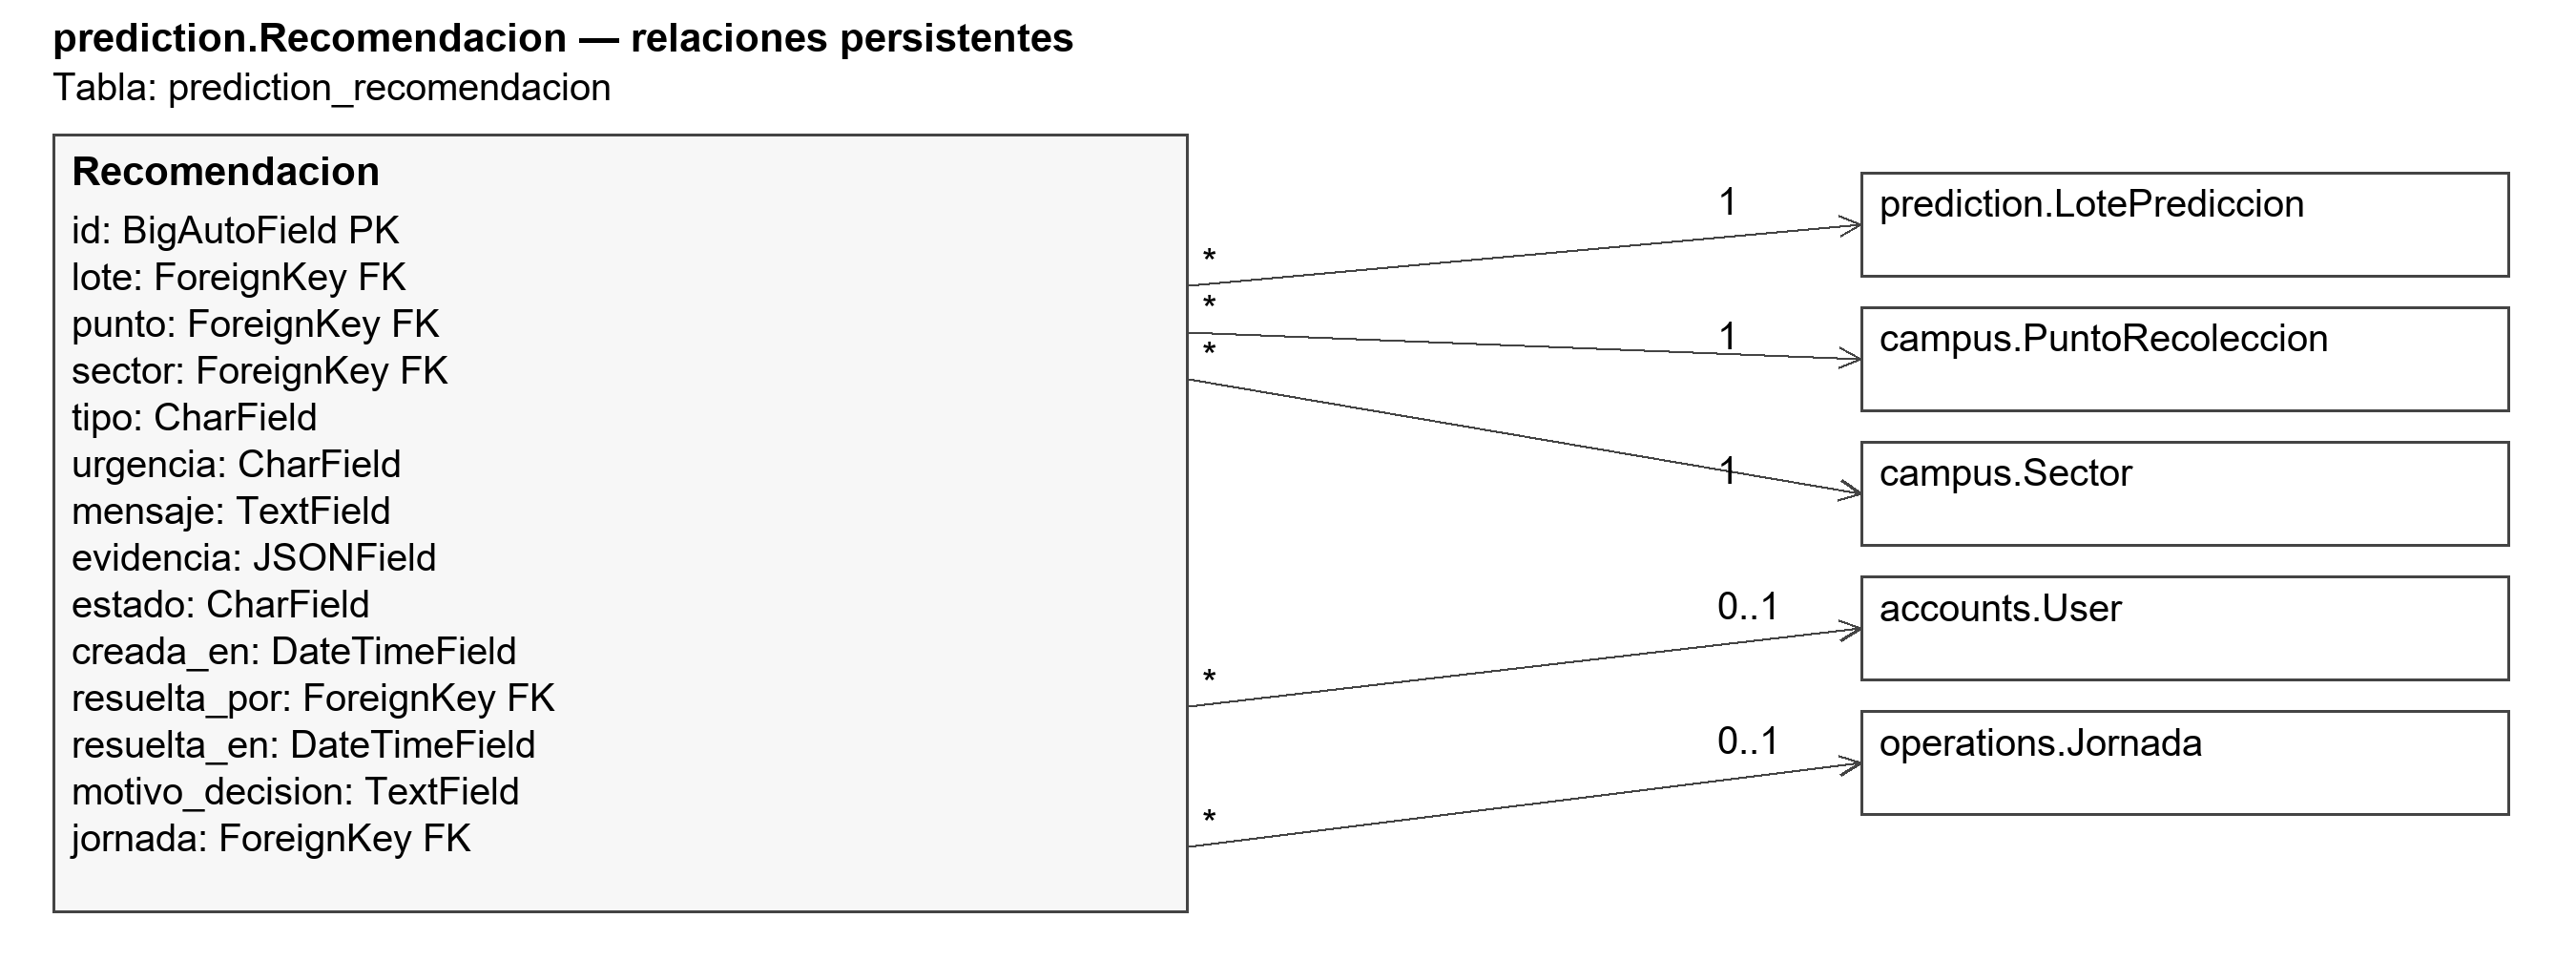 prediction.Recomendacion — relaciones persistentes
Tabla: prediction_recomendacion
Recomendacion
id: BigAutoField PK
lote: ForeignKey FK
punto: ForeignKey FK
sector: ForeignKey FK
tipo: CharField
urgencia: CharField
mensaje: TextField
evidencia: JSONField
estado: CharField
creada_en: DateTimeField
resuelta_por: ForeignKey FK
resuelta_en: DateTimeField
motivo_decision: TextField
jornada: ForeignKey FK
*
1
prediction.LotePrediccion
*
1
campus.PuntoRecoleccion
*
1
campus.Sector
*
0..1
accounts.User
*
0..1
operations.Jornada